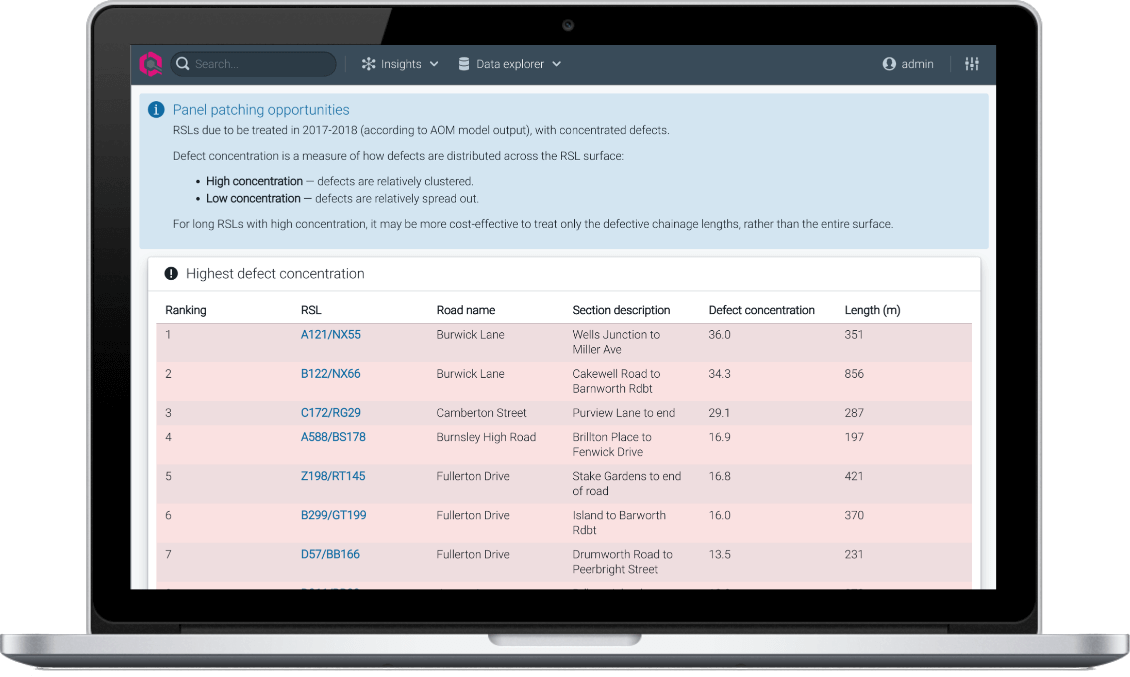 Search...
Insights
Data explorer
admin
Panel patching opportunities
RSLs due to be treated in 2017-2018 (according to AOM model output), with concentrated defects.
Defect concentration is a measure of how defects are distributed across the RSL surface:
• High concentration — defects are relatively clustered.
• Low concentration — defects are relatively spread out.
For long RSLs with high concentration, it may be more cost-effective to treat only the defective chainage lengths, rather than the entire surface.
Highest defect concentration
Ranking RSL Road name Section description Defect concentration Length (m)
1 A121/NX55 Burwick Lane Wells Junction to 36.0 351
Miller Ave
2 B122/NX66 Burwick Lane Cakewell Road to 34.3 856
Barnworth Rdbt
3 C172/RG29 Camberton Street Purview Lane to end 29.1 287
4 A588/BS178 Burnsley High Road Brillton Place to 16.9 197
Fenwick Drive
5 Z198/RT145 Fullerton Drive Stake Gardens to end 16.8 421
of road
6 B299/GT199 Fullerton Drive Island to Barworth 16.0 370
Rdbt
7 D57/BB166 Fullerton Drive Drumworth Road to 13.5 231
Peerbright Street